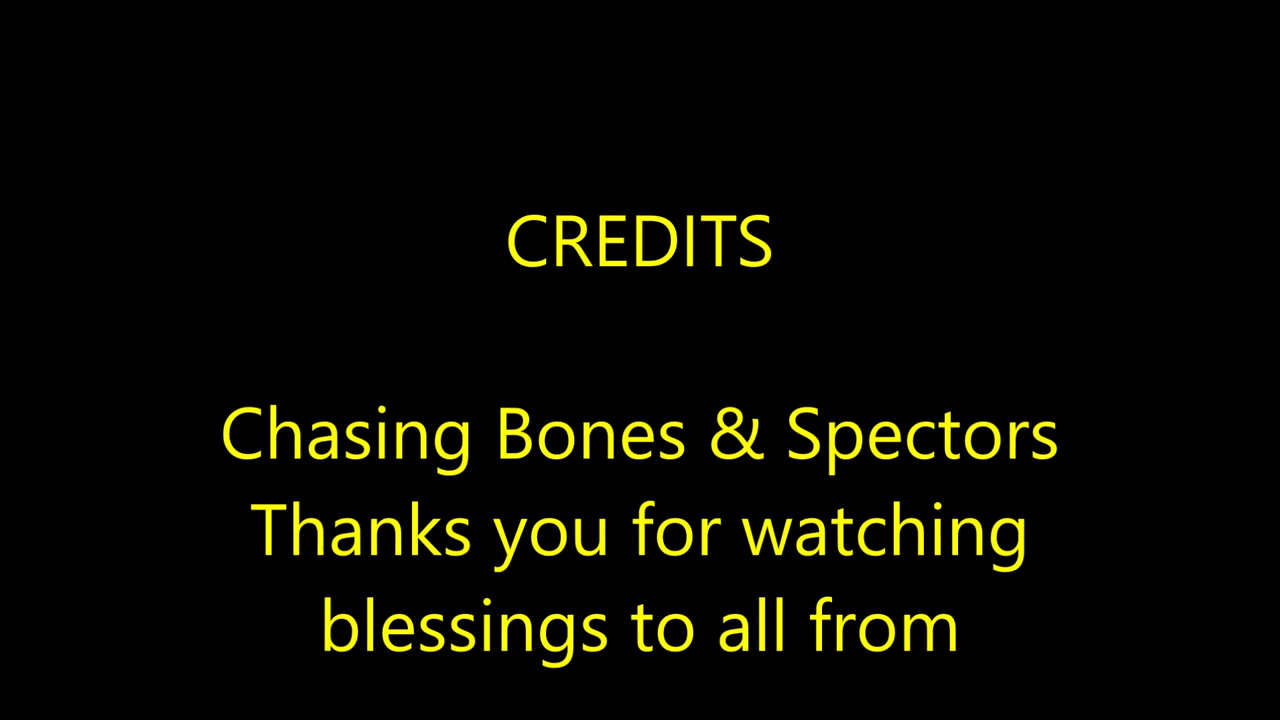 CREDITS
Chasing Bones & Spectors
Thanks you for watching
blessings to all from